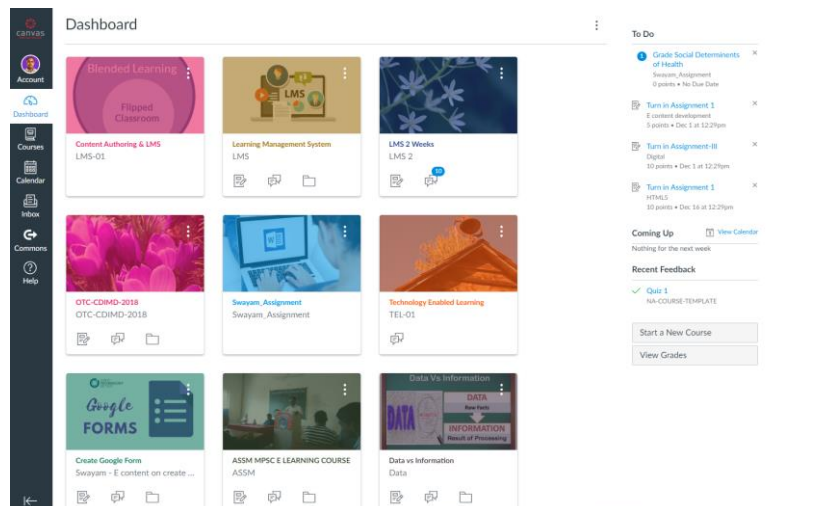 canvas
Account
Dashboard
Courses
Calendar
Inbox
Commons
Help
Dashboard
Blended Learning
Flipped
Classroom
Content Authoring & LMS
LMS-01
LMS
Learning Management System
LMS
LMS 2 Weeks
LMS 2
10
OTC-CDIMD-2018
OTC-CDIMD-2018
W
Swayam_Assignment
Swayam_Assignment
Technology Enabled Learning
TEL-01
Google
FORMS
Create Google Form
Swayam - E content on create ...
ASSM MPSC E LEARNING COURSE
ASSM
Data Vs Information
DATA
Raw Facts
DATA
INFORMATION
Result of Processing
Data vs Information
Data
To Do
1
Grade Social Determinents
of Health
Swayam_Assignment
0 points • No Due Date
Turn in Assignment 1
E content development
5 points • Dec 1 at 12:29pm
Turn in Assignment-III
Digital
10 points • Dec 1 at 12:29pm
Turn in Assignment 1
HTML5
10 points • Dec 16 at 12:29pm
Coming Up
View Calendar
Nothing for the next week
Recent Feedback
Quiz 1
NA-COURSE-TEMPLATE
Start a New Course
View Grades